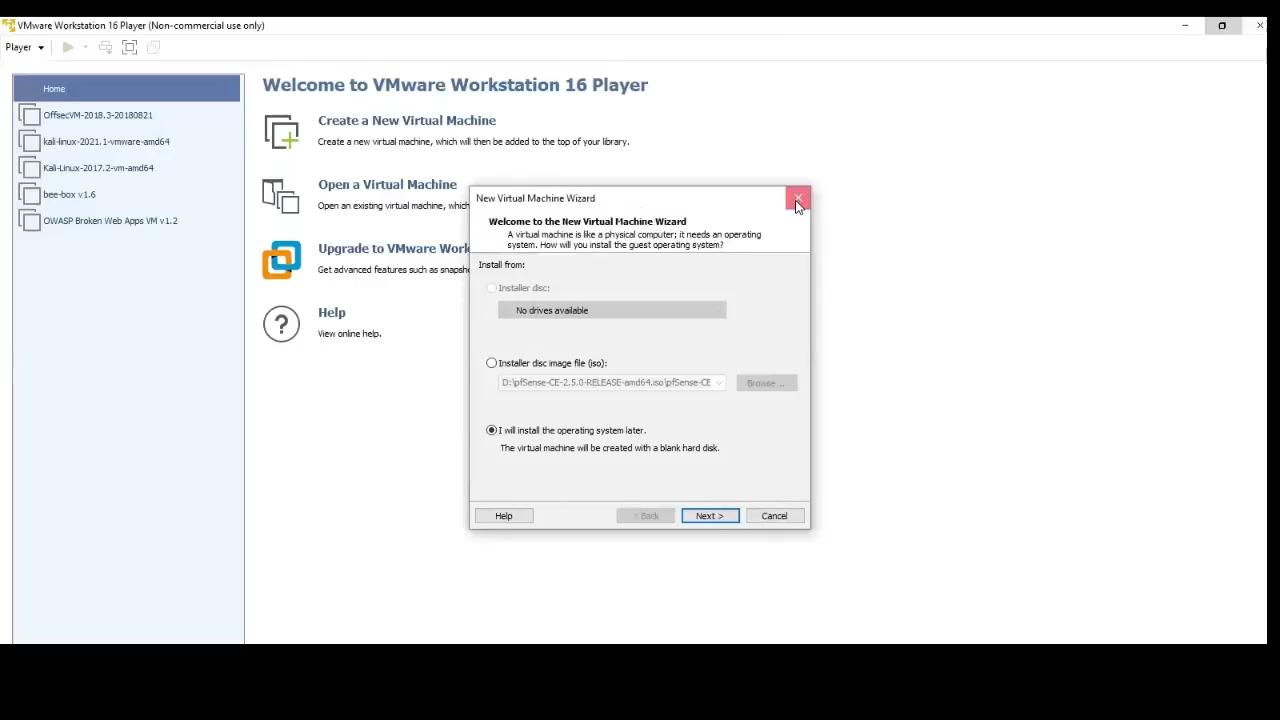 VMware Workstation 16 Player (Non-commercial use only)
Player
Home
OffsecVM-2018.3-20180821
kali-linux-2021.1-vmware-amd64
Kali-Linux-2017.2-vm-amd64
bee-box v1.6
OWASP Broken Web Apps VM v1.2
Welcome to VMware Workstation 16 Player
Create a New Virtual Machine
Create a new virtual machine, which will then be added to the top of your library.
Open a Virtual Machine
Open an existing virtual machine, which
Upgrade to VMware Work
Get advanced features such as snapsh
Help
View online help.
New Virtual Machine Wizard
Welcome to the New Virtual Machine Wizard
A virtual machine is like a physical computer; it needs an operating
system. How will you install the guest operating system?
Install from:
Installer disc:
No drives available
Installer disc image file (iso):
D:\pfSense-CE-2.5.0-RELEASE-amd64.iso\pfSense-CE
Browse...
I will install the operating system later.
The virtual machine will be created with a blank hard disk.
Help
< Back
Next >
Cancel